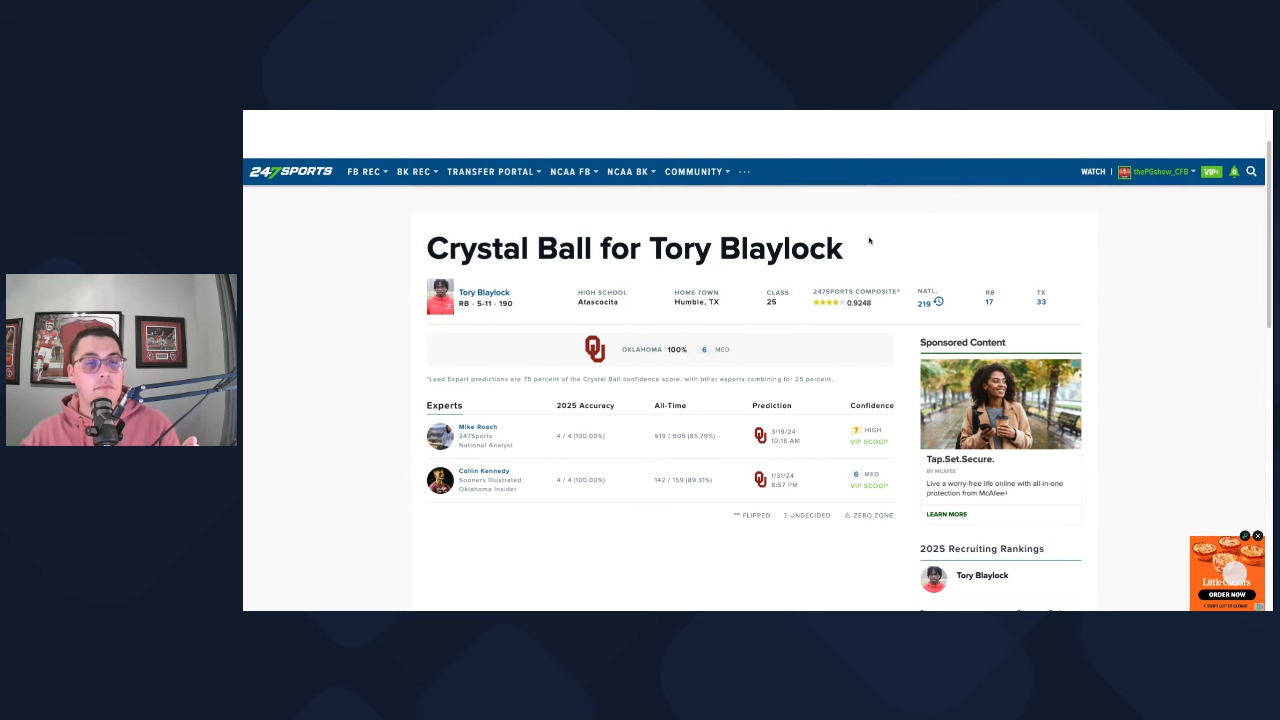 247SPORTS FB REC BK REC TRANSFER PORTAL NCAA FB NCAA BK COMMUNITY ··· WATCH | thePGshow_CFB VIP+
Crystal Ball for Tory Blaylock
Tory Blaylock
RB - 5-11 - 190
HIGH SCHOOL
Atascocita
HOME TOWN
Humble, TX
CLASS
25
247SPORTS COMPOSITE*
0.9248
NATL.
219
RB
17
TX
33
OU OKLAHOMA 100% 6 MED
*Lead Expert predictions are 75 percent of the Crystal Ball confidence score, with other experts combining for 25 percent.
Experts 2025 Accuracy All-Time Prediction Confidence
Mike Roach
247Sports
National Analyst
4 / 4 (100.00%)
519 / 605 (85.79%)
OU
3/19/24
10:18 AM
7 HIGH
VIP SCOOP
Collin Kennedy
Sooners Illustrated
Oklahoma Insider
4 / 4 (100.00%)
142 / 159 (89.31%)
OU
1/31/24
8:57 PM
6 MED
VIP SCOOP
FLIPPED ? UNDECIDED ZERO ZONE
Sponsored Content
Tap.Set.Secure.
BY MCAFEE
Live a worry-free life online with all-in-one
protection from McAfee+
LEARN MORE
2025 Recruiting Rankings
Tory Blaylock
Little Caesars
ORDER NOW